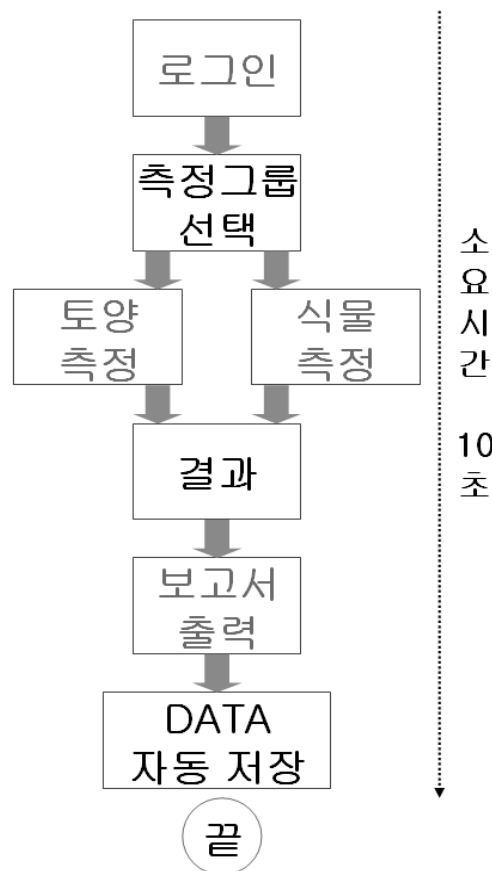 로그인
측정그룹
선택
토양
측정
식물
측정
결과
보고서
출력
DATA
자동 저장
끝
소
요
시
간
10
초